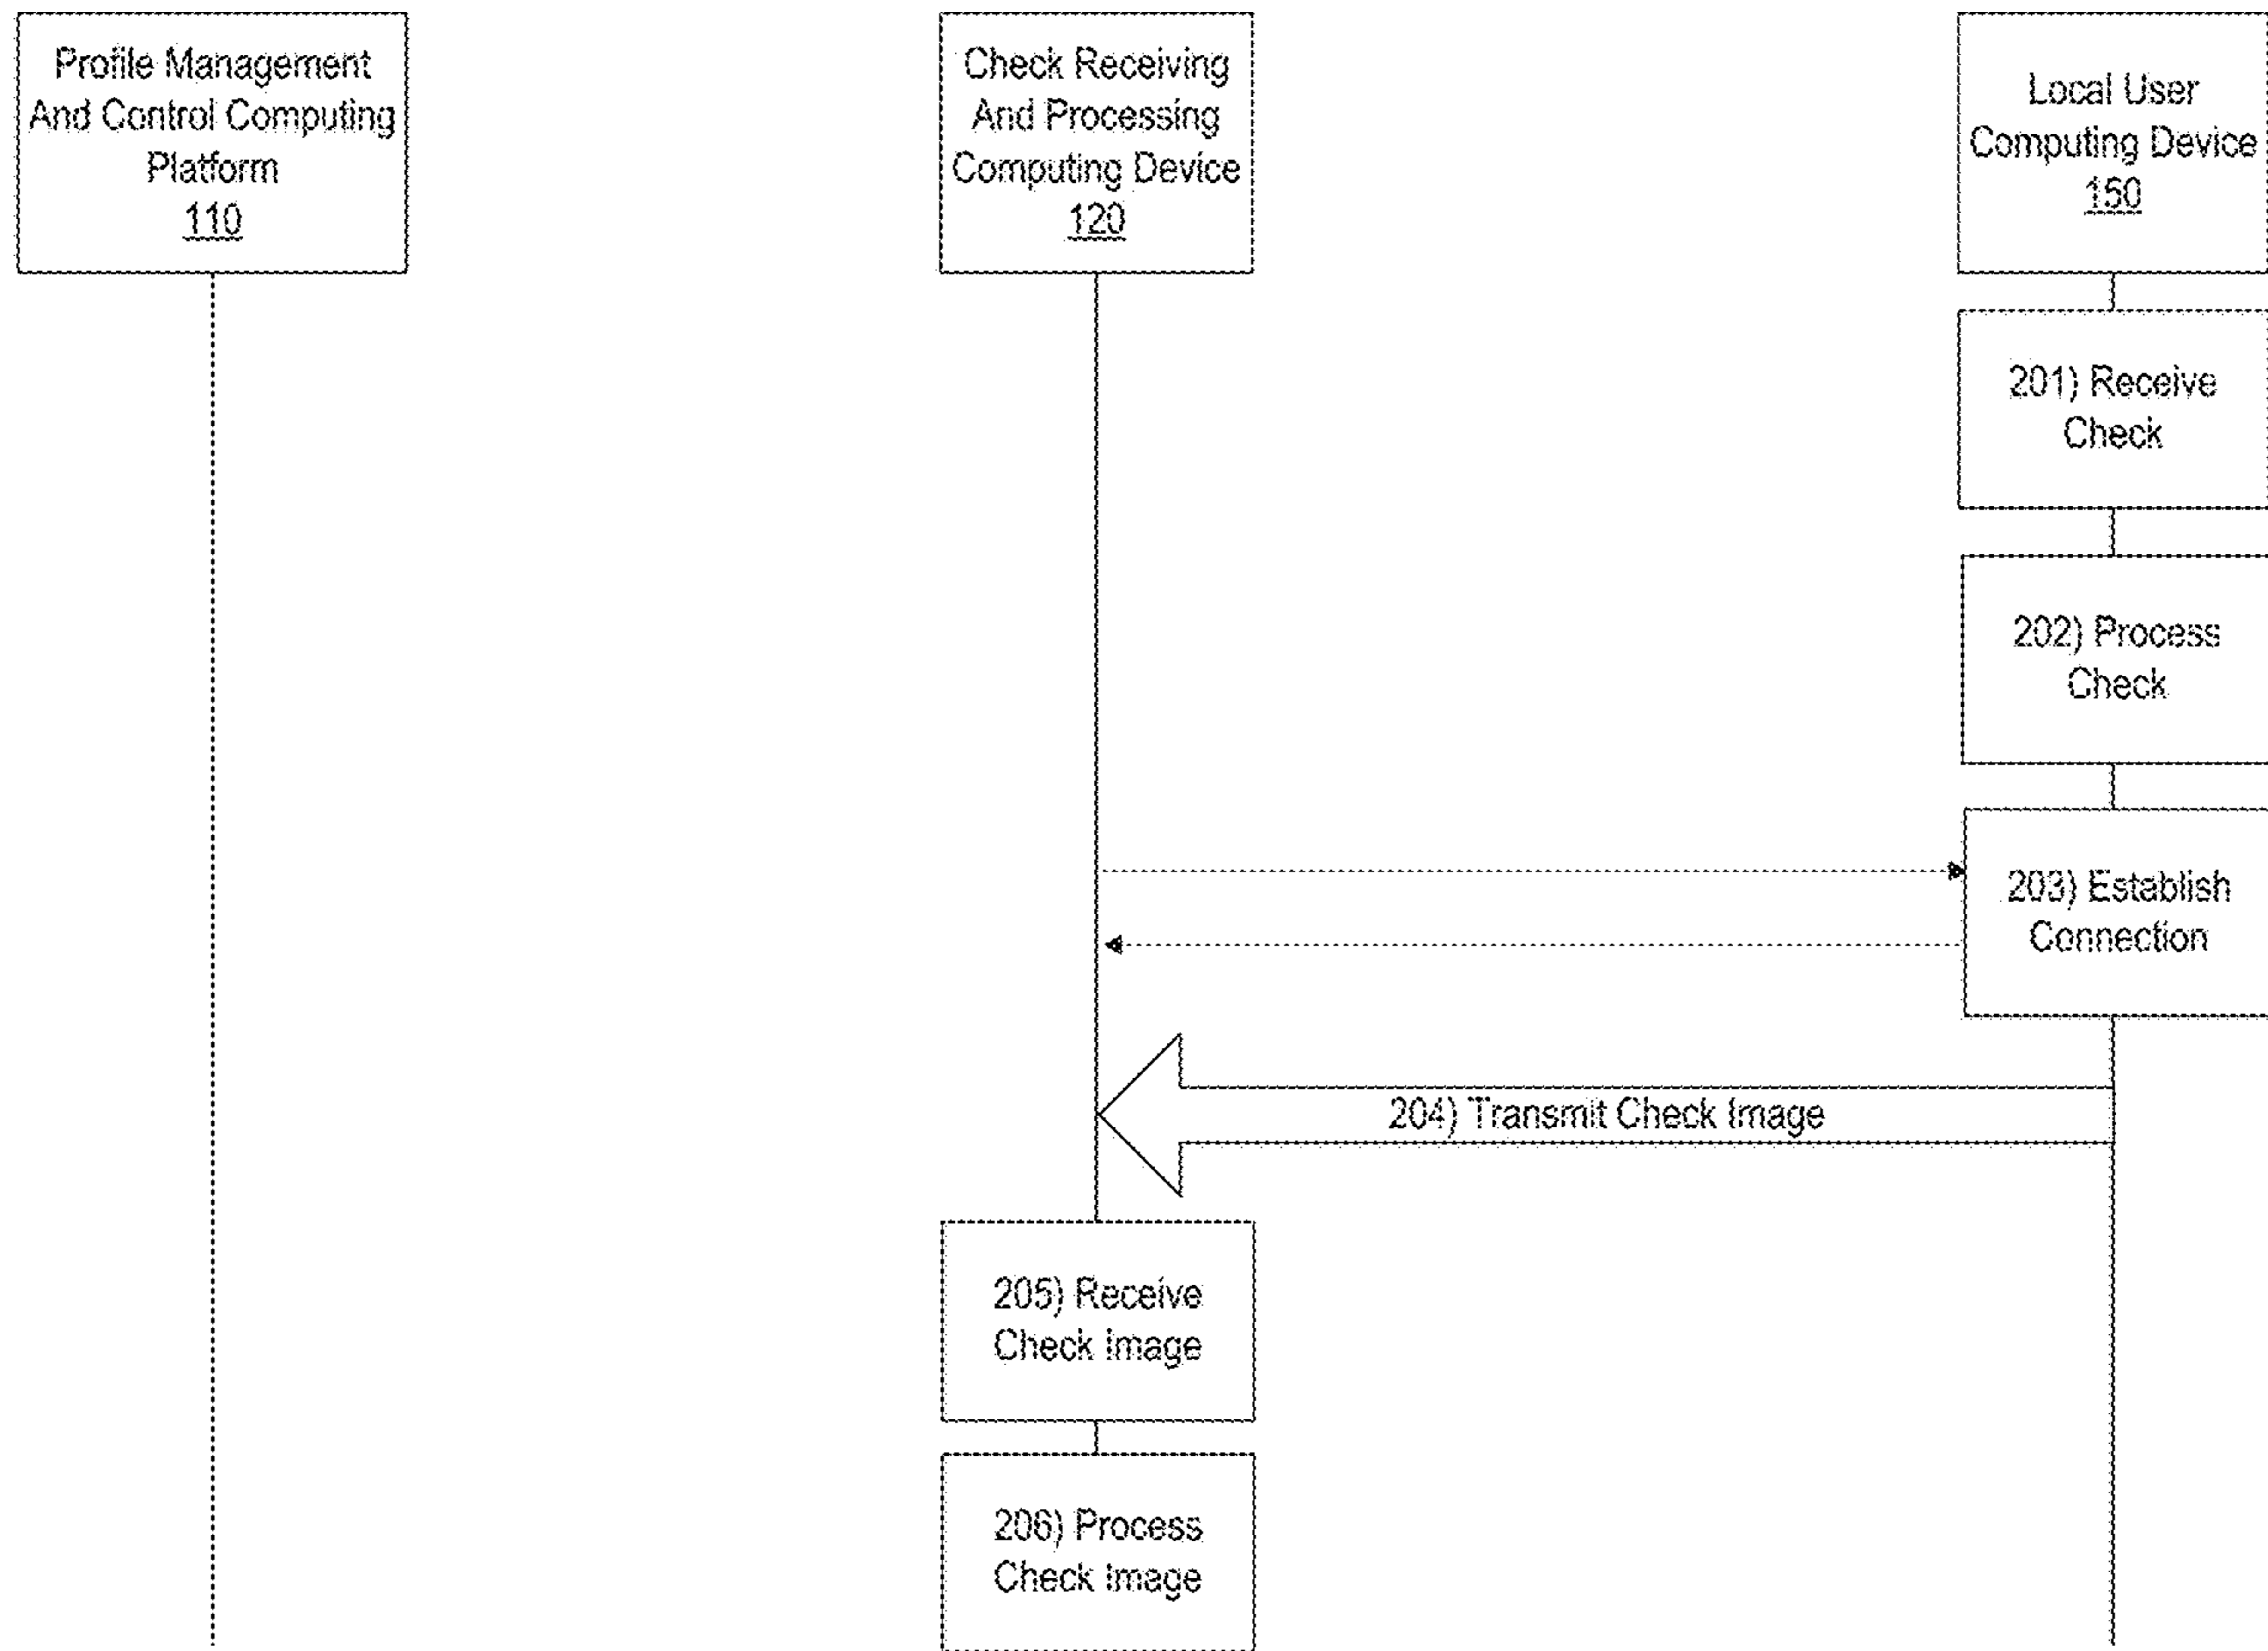 Profile Management
And Control Computing
Platform
110
Check Receiving
And Processing
Computing Device
120
Local User
Computing Device
150
201) Receive
Check
202) Process
Check
203) Establish
Connection
204) Transmit Check Image
205) Receive
Check Image
206) Process
Check Image